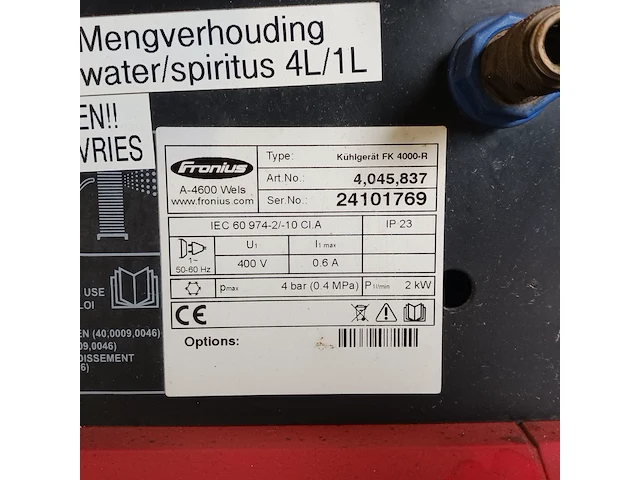 Mengverhouding
water/spiritus 4L/1L
EN!!
VRIES
Fronius
A-4600 Wels
www.fronius.com
Type: Kühlgerät FK 4000-R
Art.No.: 4,045,837
Ser.No.: 24101769
IEC 60 974-2/-10 Cl.A IP 23
1~
50-60 Hz
U1 I1 max
400 V 0.6 A
pmax 4 bar (0.4 MPa) P1l/min 2 kW
CE
Options:
USE
LOI
EN (40,0009,0046)
09,0046)
DISSEMENT
6)